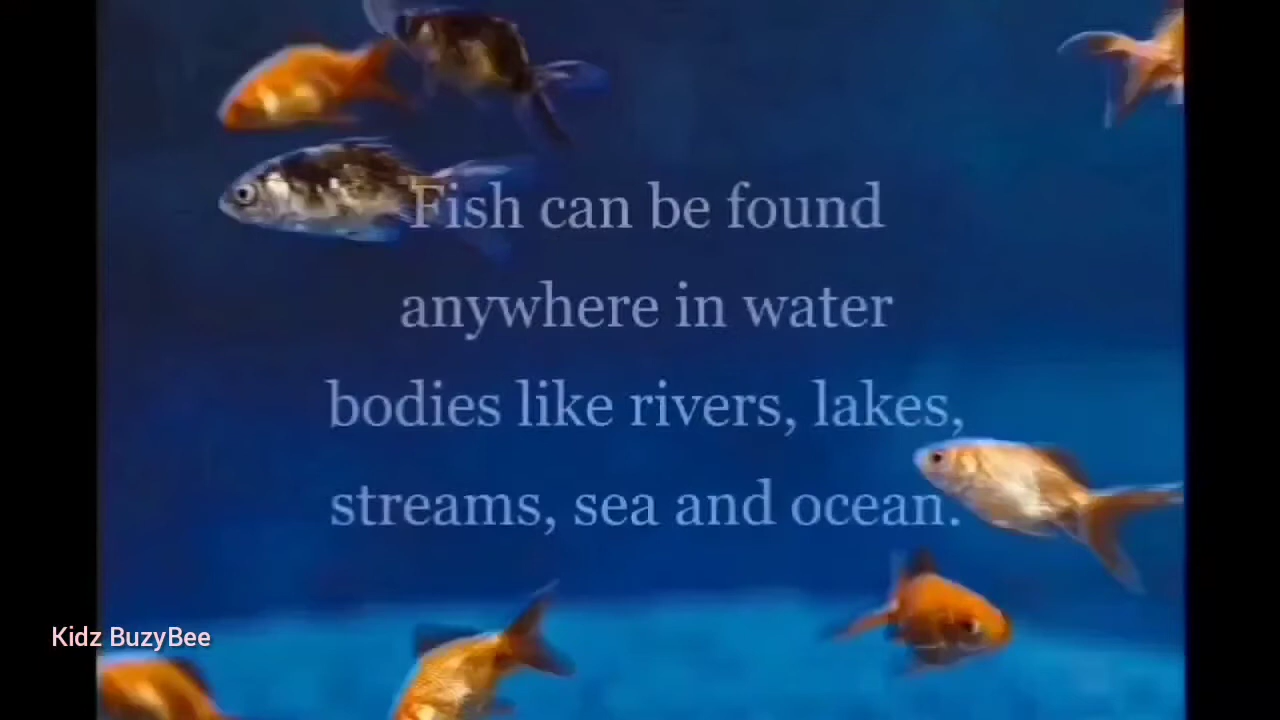 Fish can be found
anywhere in water
bodies like rivers, lakes,
streams, sea and ocean.
Kidz BuzyBee